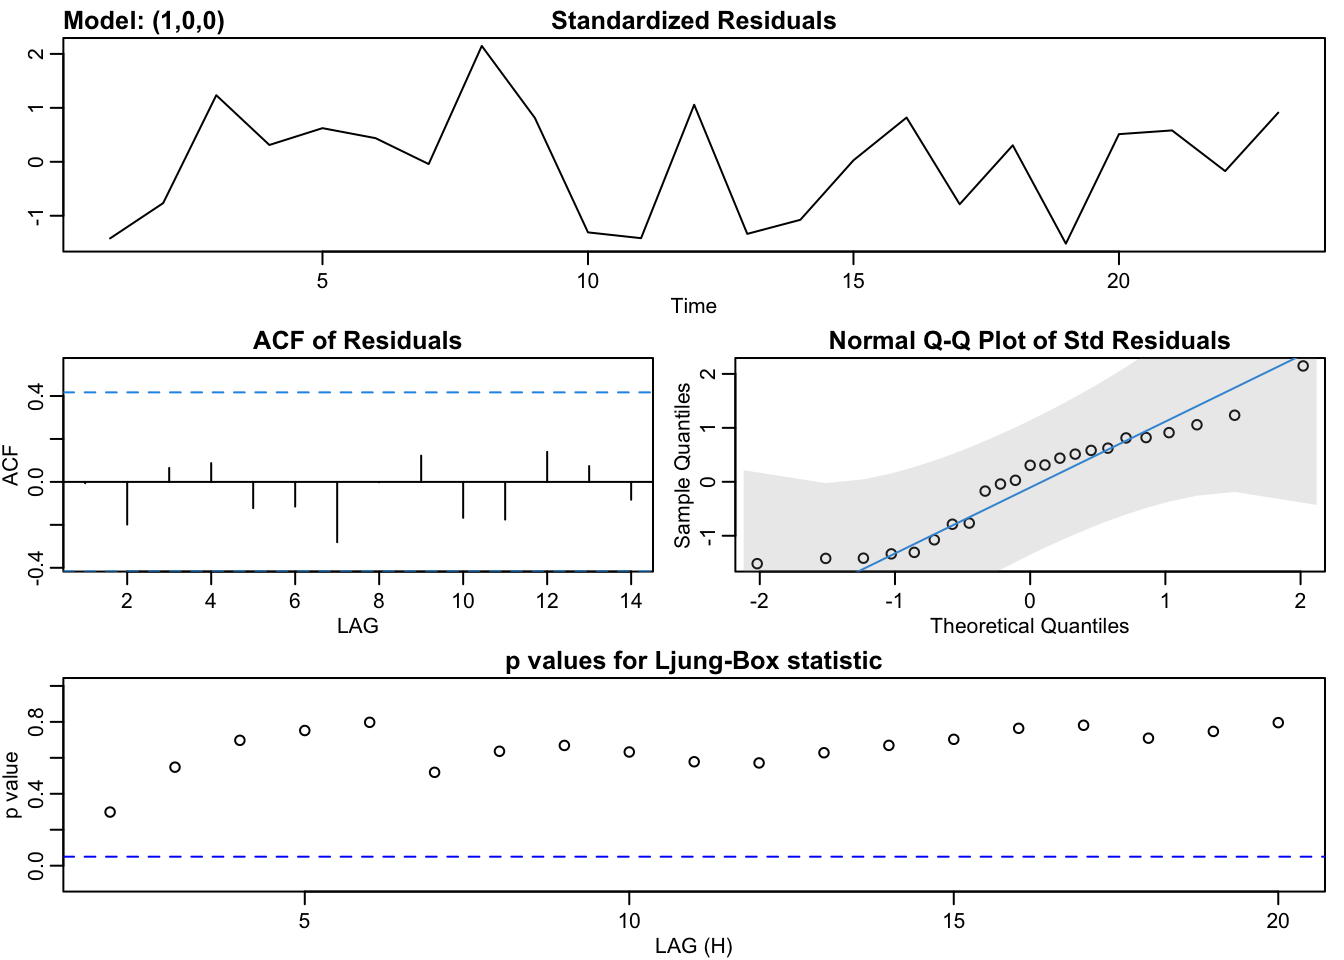 Model: (1,0,0) Standardized Residuals
2
1
0
-1
5 10 15 20
Time
ACF of Residuals
ACF
0.4
0.0
-0.4
2 4 6 8 10 12 14
LAG
Normal Q-Q Plot of Std Residuals
Sample Quantiles
2
1
0
-1
-2 -1 0 1 2
Theoretical Quantiles
p values for Ljung-Box statistic
p value
0.8
0.4
0.0
5 10 15 20
LAG (H)